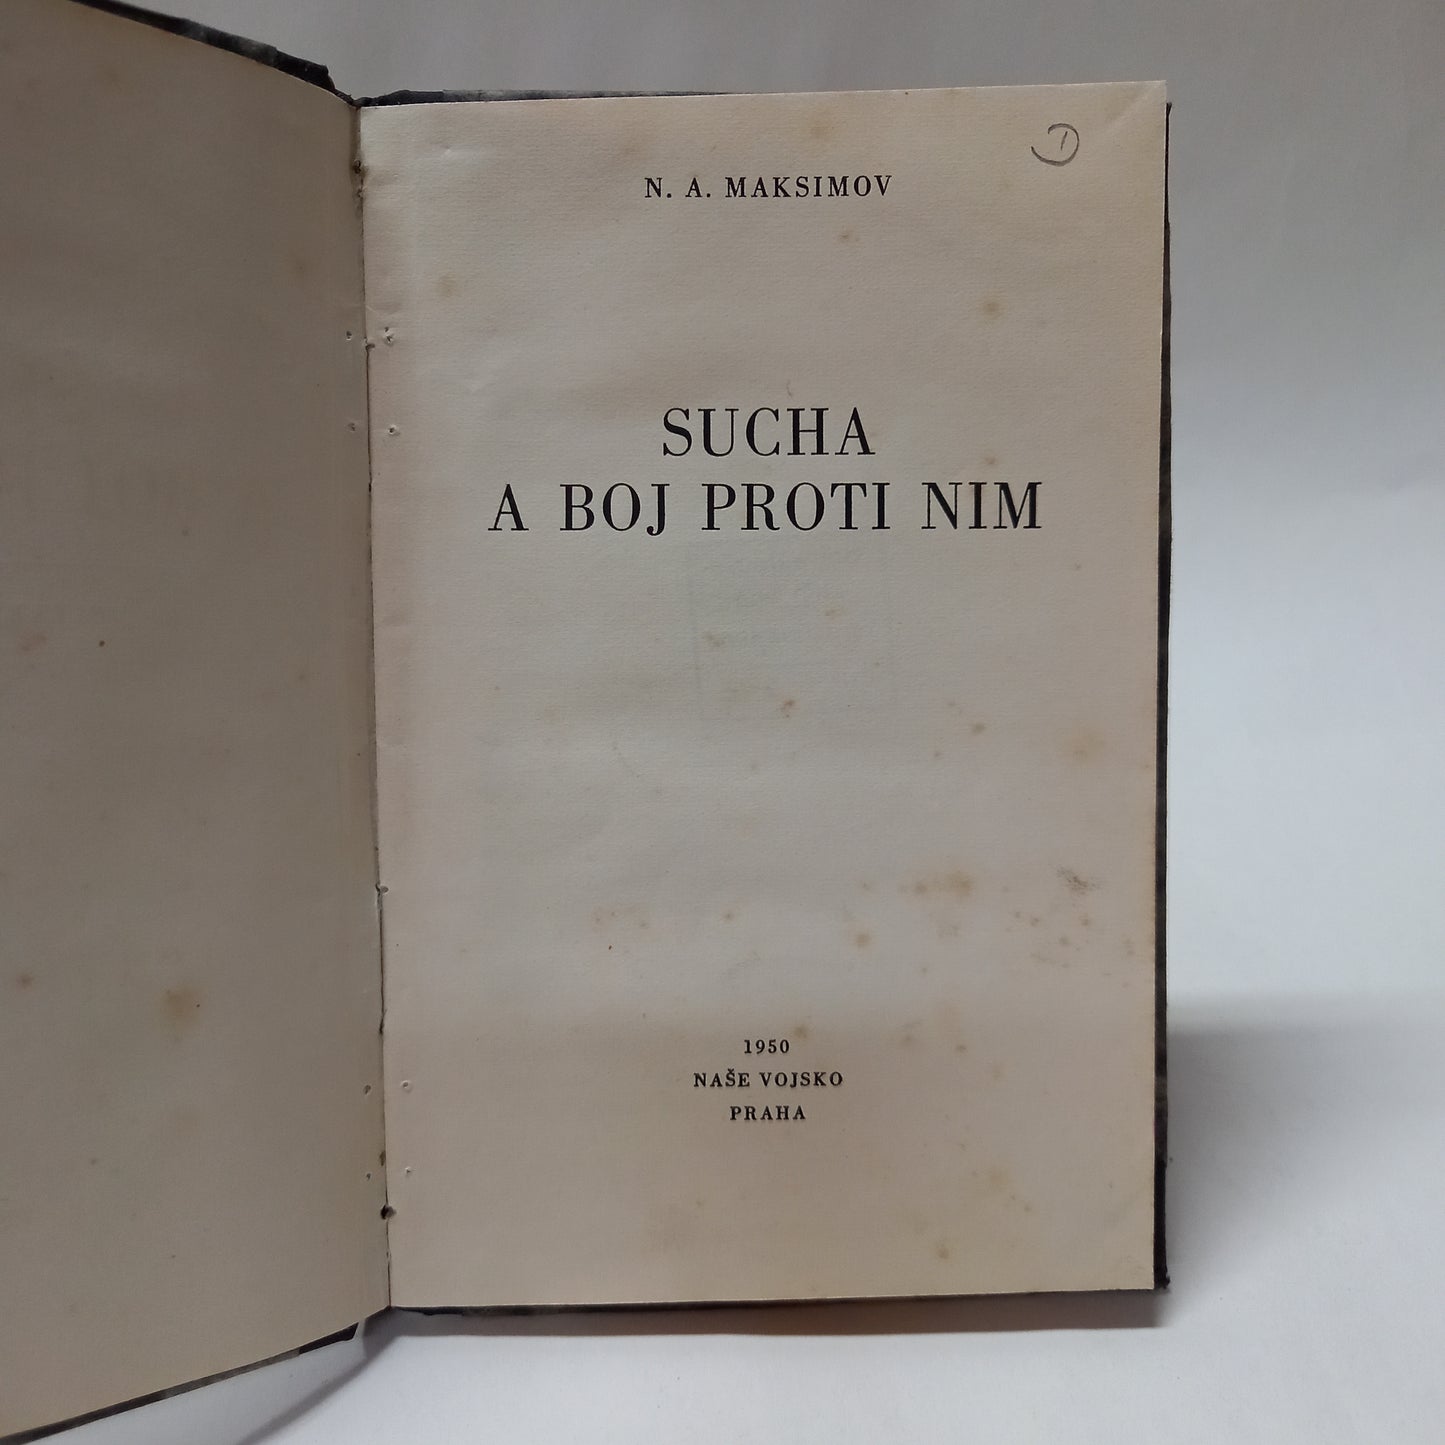 N. A. MAKSIMOV
SUCHA
A BOJ PROTI NIM
1950
NAŠE VOJSKO
PRAHA